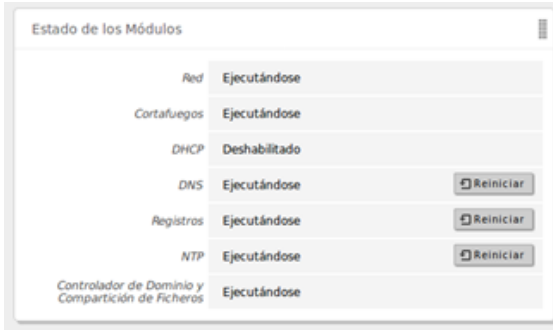 Estado de los Módulos
Red Ejecutándose
Cortafuegos Ejecutándose
DHCP Deshabilitado
DNS Ejecutándose Reiniciar
Registros Ejecutándose Reiniciar
NTP Ejecutándose Reiniciar
Controlador de Dominio y
Compartición de Ficheros Ejecutándose